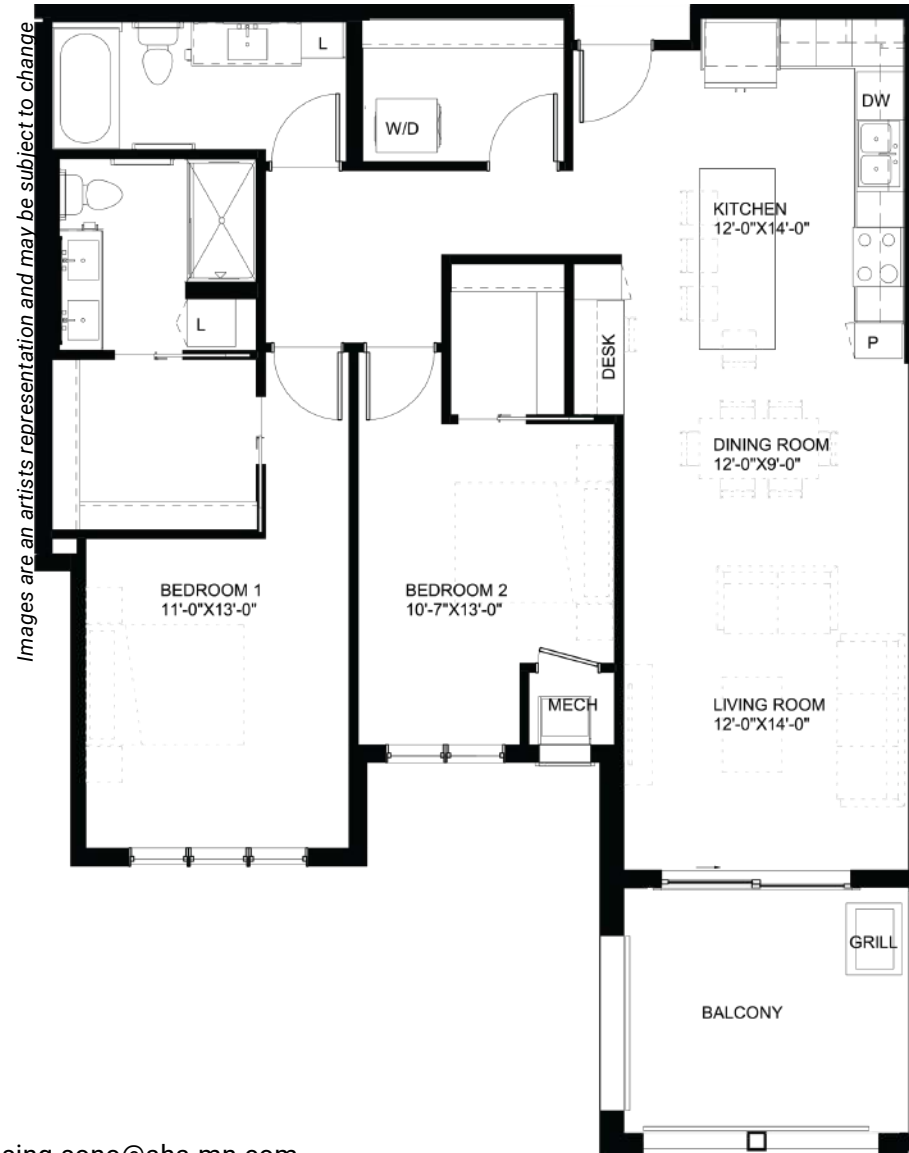 Images are an artists representation and may be subject to change
L
W/D
DW
KITCHEN
12'-0"X14'-0"
L
DESK
P
DINING ROOM
12'-0"X9'-0"
BEDROOM 1
11'-0"X13'-0"
BEDROOM 2
10'-7"X13'-0"
MECH
LIVING ROOM
12'-0"X14'-0"
GRILL
BALCONY